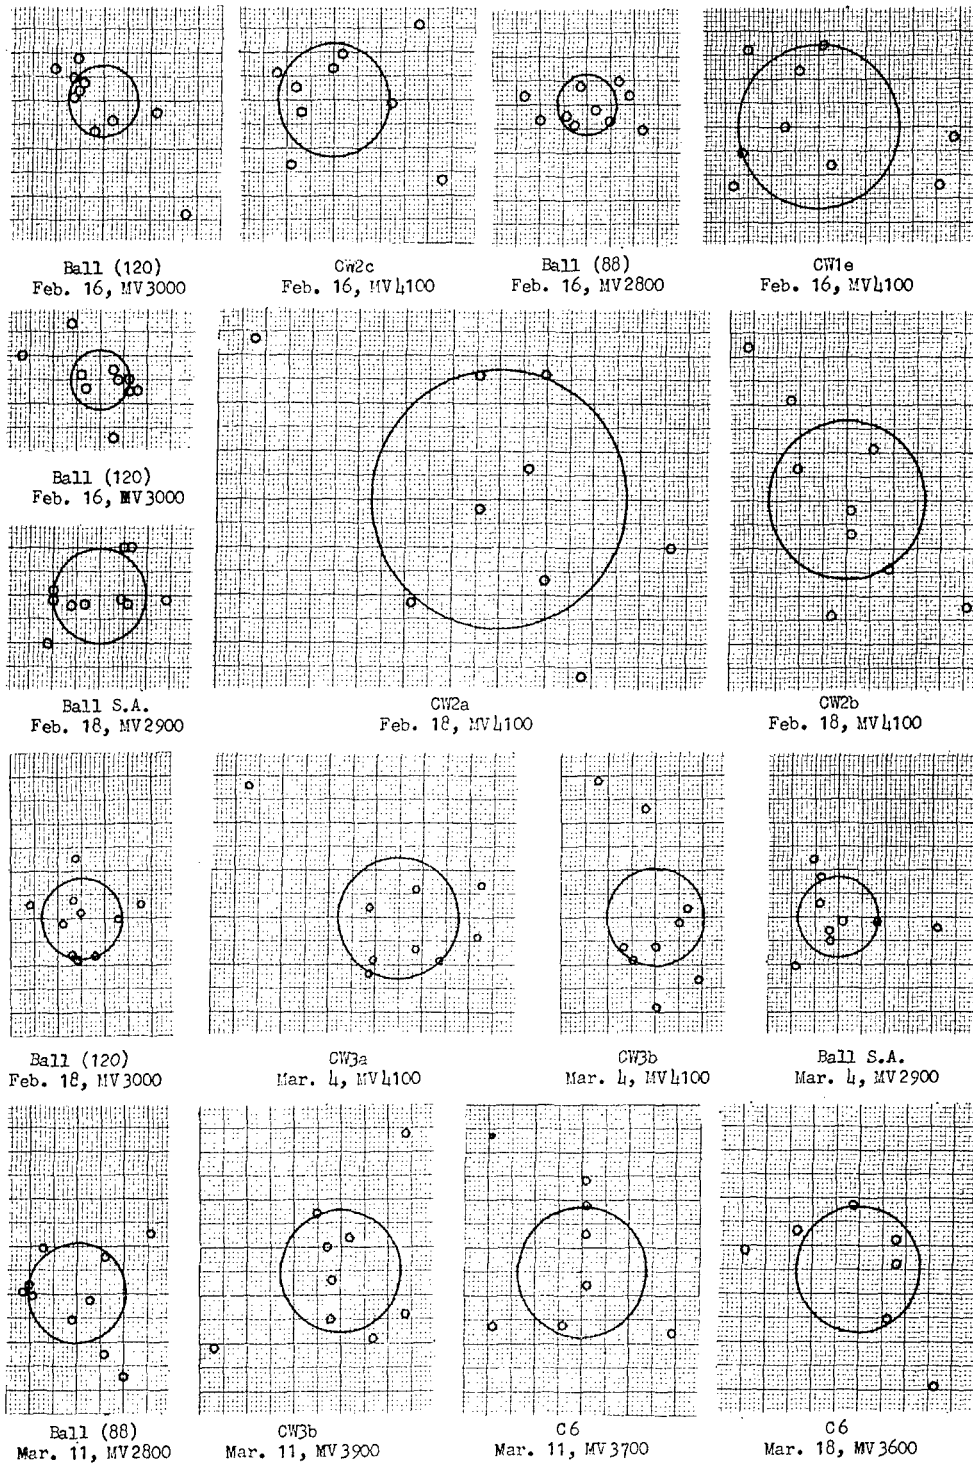 Ball (120)
Feb. 16, MV3000
CW2c
Feb. 16, MV4100
Ball (88)
Feb. 16, MV2800
CW1e
Feb. 16, MV4100
Ball (120)
Feb. 16, MV3000
Ball S.A.
Feb. 18, MV2900
CW2a
Feb. 18, MV4100
CW2b
Feb. 18, MV4100
Ball (120)
Feb. 18, MV3000
CW3a
Mar. 4, MV4100
CW3b
Mar. 4, MV4100
Ball S.A.
Mar. 4, MV2900
Ball (88)
Mar. 11, MV2800
CW3b
Mar. 11, MV3900
C6
Mar. 11, MV3700
C6
Mar. 18, MV3600